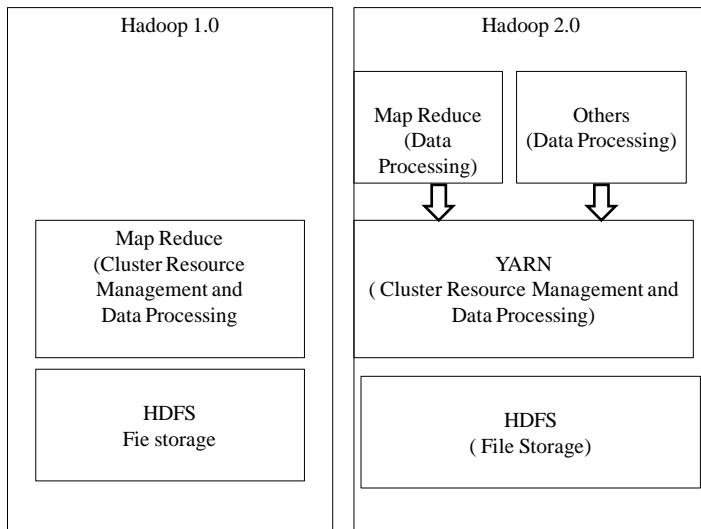 Hadoop 1.0
Map Reduce
(Cluster Resource
Management and
Data Processing
HDFS
Fie storage
Hadoop 2.0
Map Reduce
(Data
Processing)
Others
(Data Processing)
YARN
( Cluster Resource Management and
Data Processing)
HDFS
( File Storage)